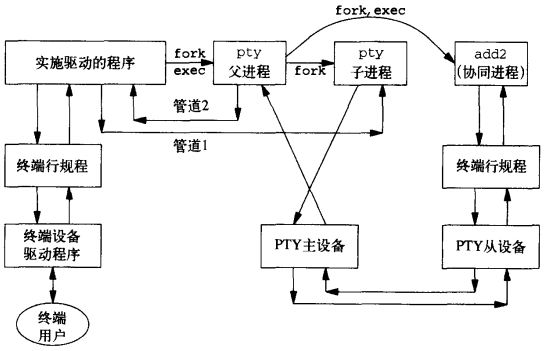 fork, exec
实施驱动的程序
fork
exec
pty
父进程
fork
pty
子进程
add2
(协同进程)
管道2
管道1
终端行规程
终端行规程
终端设备
驱动程序
PTY主设备
PTY从设备
终端
用户